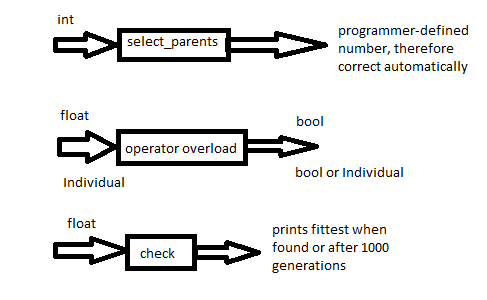 int
select_parents
programmer-defined
number, therefore
correct automatically
float
bool
operator overload
Individual
bool or Individual
float
check
prints fittest when
found or after 1000
generations